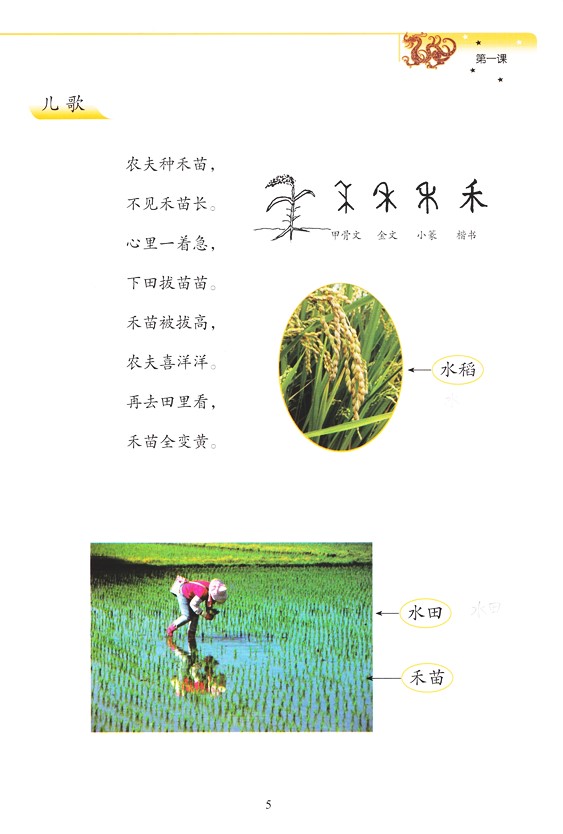 第一课
儿歌
农夫种禾苗，
不见禾苗长。
心里一着急，
下田拔苗苗。
禾苗被拔高，
农夫喜洋洋。
再去田里看，
禾苗全变黄。
禾
甲骨文 金文 小篆 楷书
水稻
水田
禾苗
5